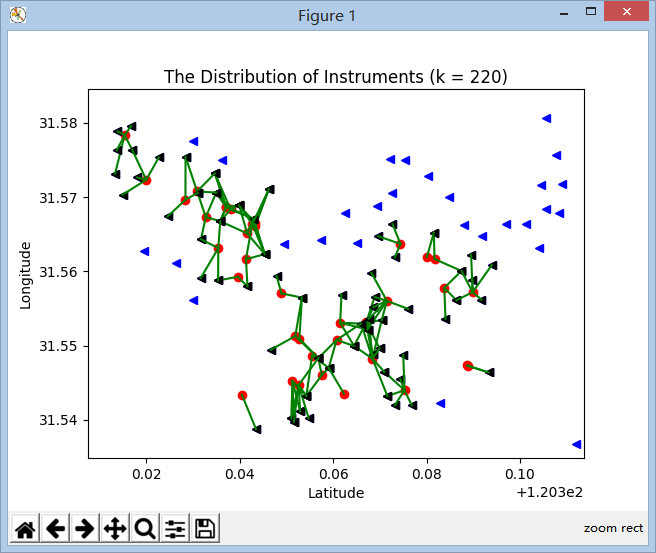 Figure 1
The Distribution of Instruments (k = 220)
31.58
31.57
31.56
31.55
31.54
Longitude
0.02 0.04 0.06 0.08 0.10
Latitude
+1.203e2
zoom rect